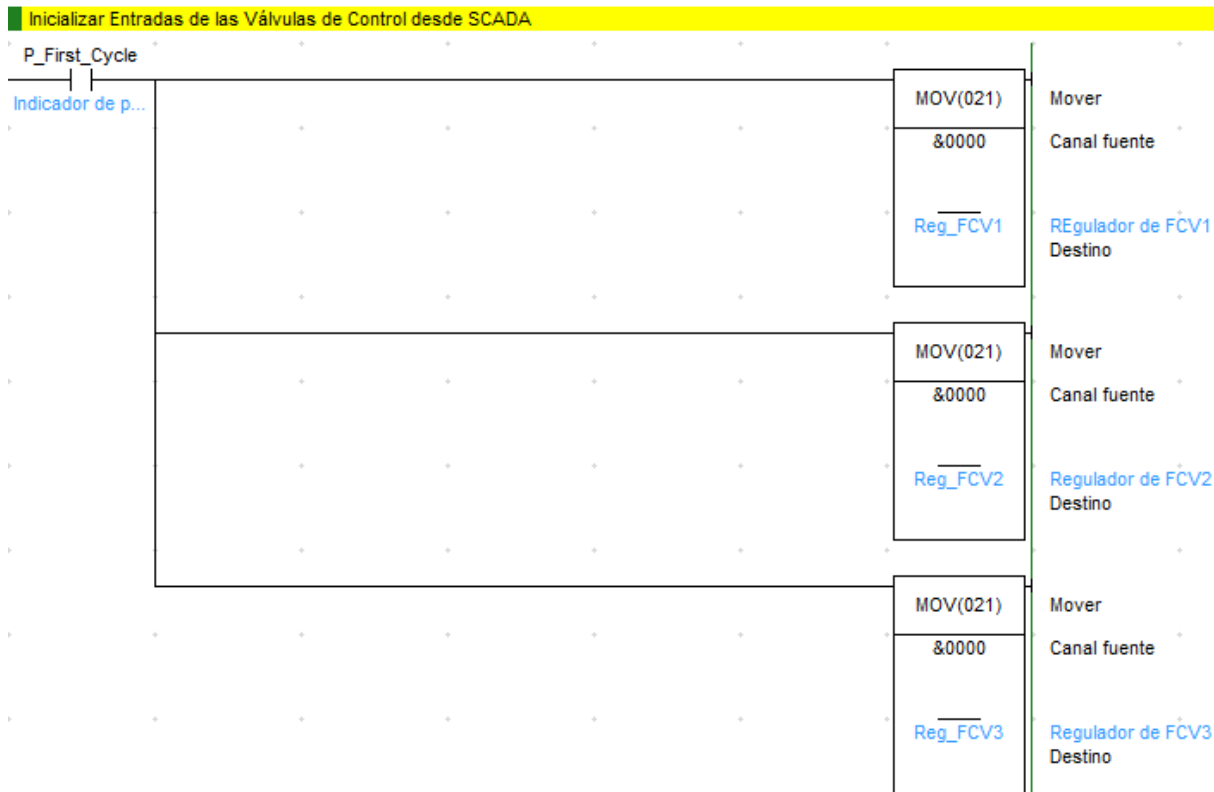 Inicializar Entradas de las Válvulas de Control desde SCADA
P_First_Cycle
Indicador de p...
MOV(021) Mover
&0000 Canal fuente
Reg_FCV1 REgulador de FCV1
Destino
MOV(021) Mover
&0000 Canal fuente
Reg_FCV2 Regulador de FCV2
Destino
MOV(021) Mover
&0000 Canal fuente
Reg_FCV3 Regulador de FCV3
Destino